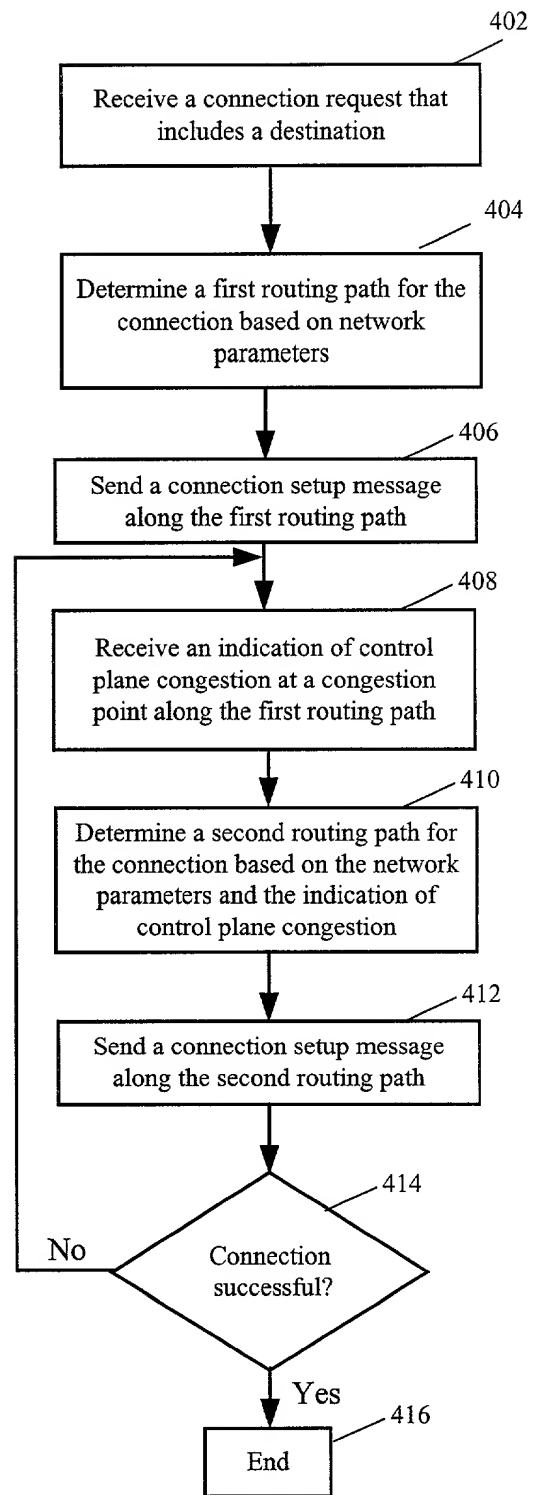 402
Receive a connection request that
includes a destination
404
Determine a first routing path for the
connection based on network
parameters
406
Send a connection setup message
along the first routing path
408
Receive an indication of control
plane congestion at a congestion
point along the first routing path
410
Determine a second routing path for
the connection based on the network
parameters and the indication of
control plane congestion
412
Send a connection setup message
along the second routing path
414
No
Connection
successful?
Yes
416
End